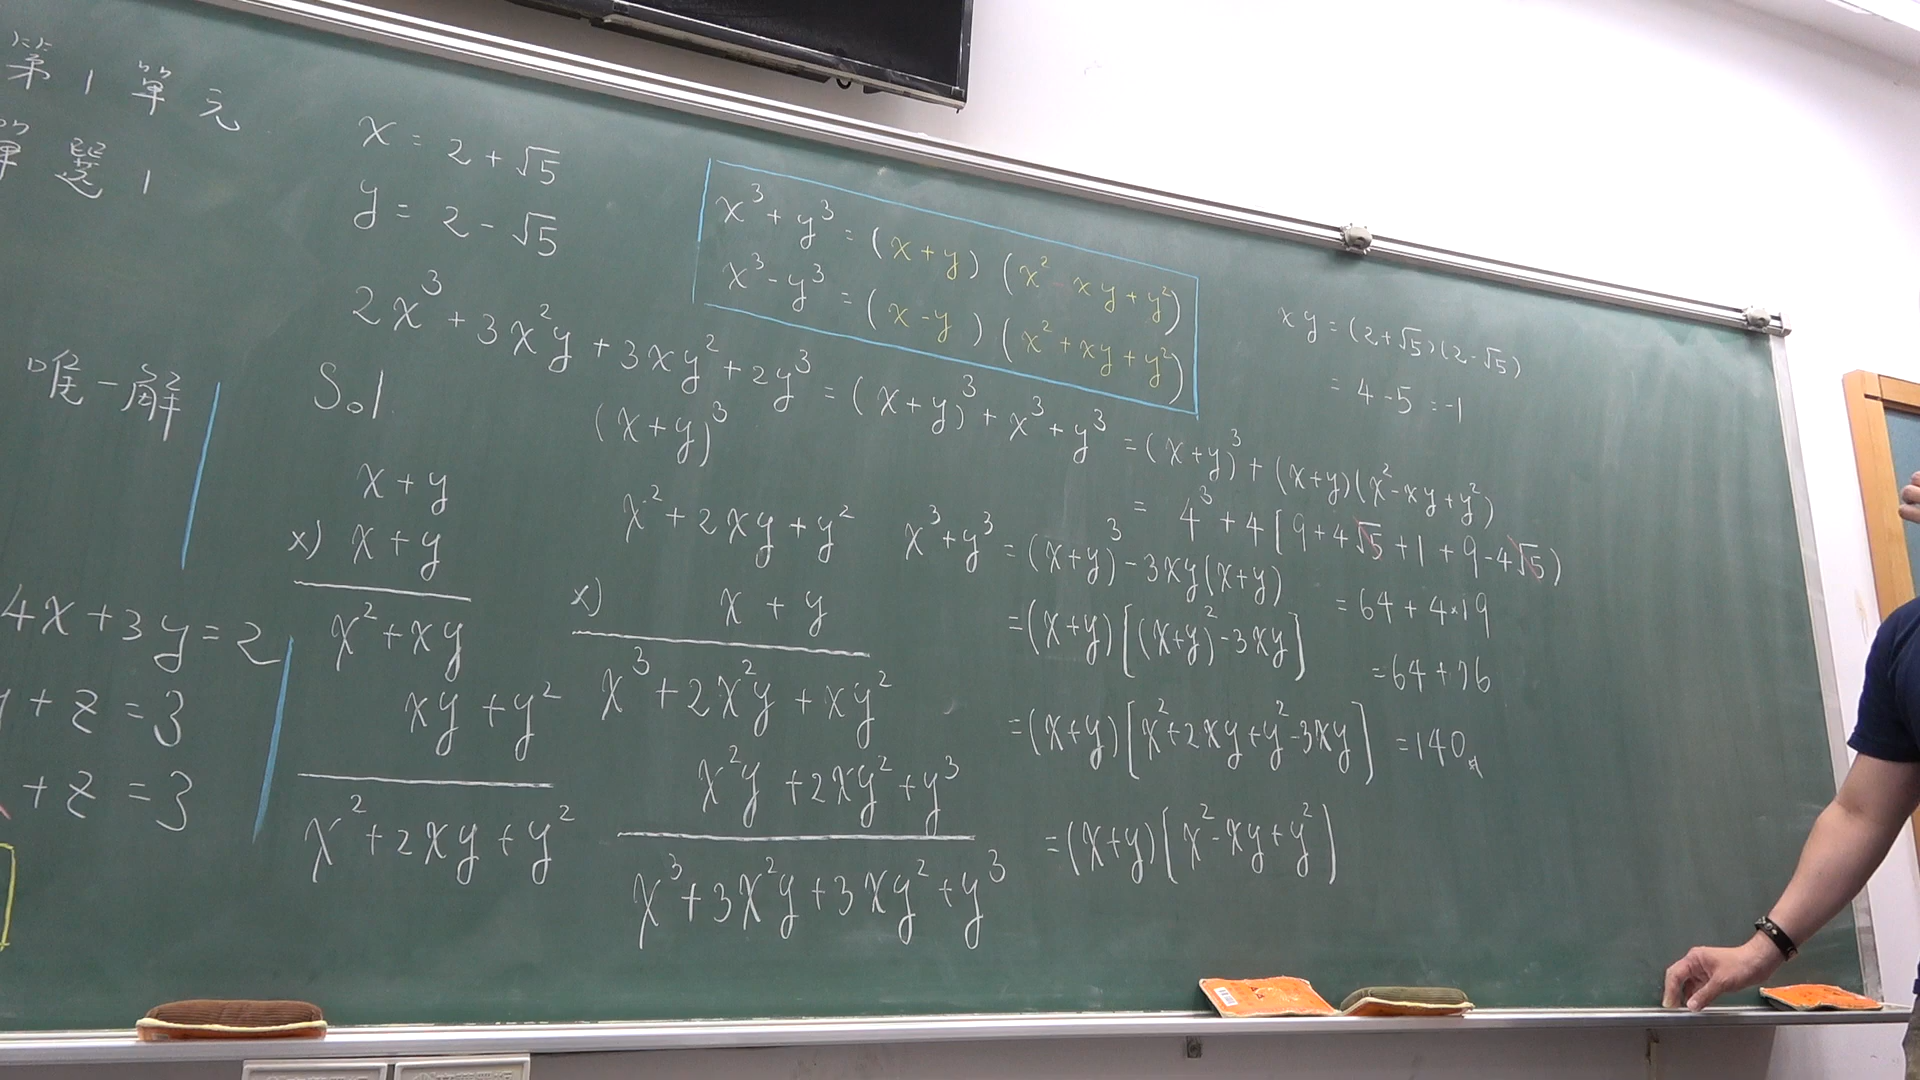 第1單元
單選1
唯一解
4x+3y=2
+z=3
+z=3
x=2+√5
y=2-√5
2x³+3x²y+3xy²+2y³=(x+y)³+x³+y³=(x+y)³+(x+y)(x²-xy+y²)
=4³+4[9+4√5+1+9-4√5)
=64+4×19
=64+76
=140
x³+y³=(x+y)(x²-xy+y²)
x³-y³=(x-y)(x²+xy+y²)
xy=(2+√5)(2-√5)
=4-5=-1
Sol
(x+y)³
x+y
x) x+y
x²+xy
xy+y²
x²+2xy+y²
x²+2xy+y²
x) x+y
x³+2x²y+xy²
x²y+2xy²+y³
x³+3x²y+3xy²+y³
x³+y³=(x+y)³-3xy(x+y)
=(x+y)[(x+y)²-3xy]
=(x+y)[x²+2xy+y²-3xy]
=(x+y)[x²-xy+y²]